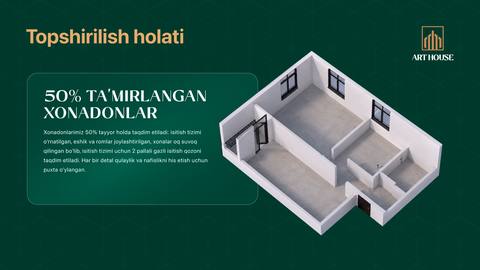 Topshirilish holati
ART HOUSE
50% TA'MIRLANGAN
XONADONLAR
Xonadonlarimiz 50% tayyor holda taqdim etiladi: isitish tizimi
o'rnatilgan, eshik va romlar joylashtirilgan, xonalar oq suvoq
qilingan bo'lib, isitish tizimi uchun 2 pallali gazli isitish qozoni
taqdim etiladi. Har bir detal qulaylik va nafislikni his etish uchun
puxta o'ylangan.